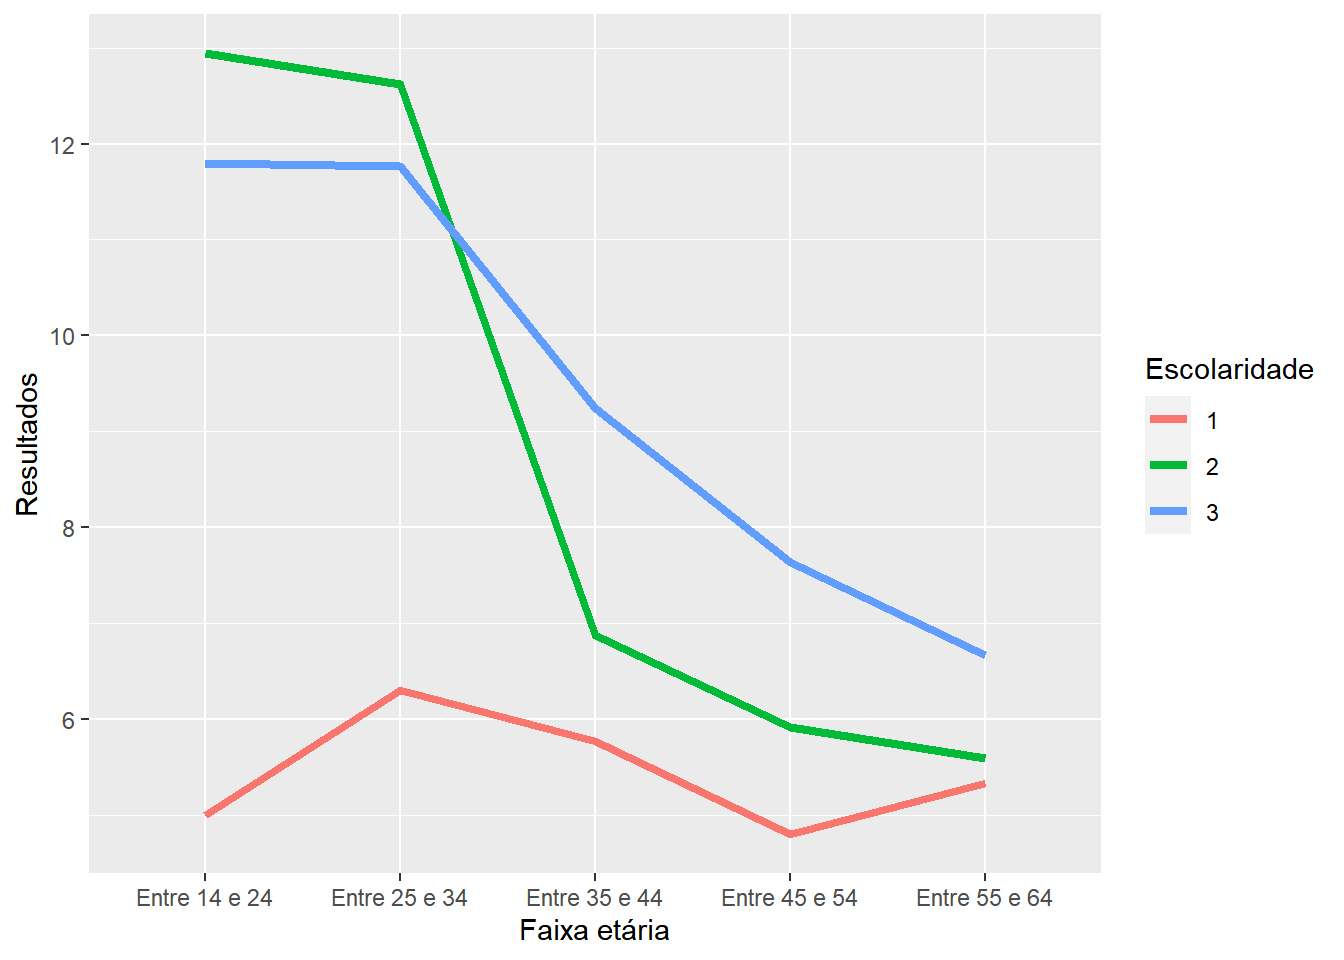 12
10
8
6
Resultados
Entre 14 e 24
Entre 25 e 34
Entre 35 e 44
Entre 45 e 54
Entre 55 e 64
Faixa etária
Escolaridade
1
2
3